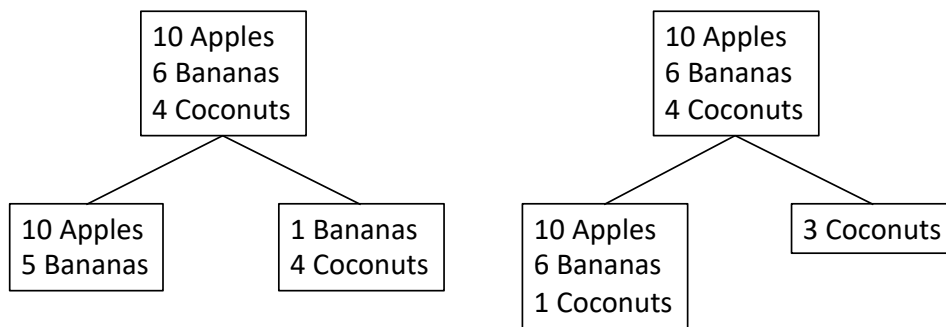 10 Apples
6 Bananas
4 Coconuts
10 Apples
5 Bananas
1 Bananas
4 Coconuts
10 Apples
6 Bananas
4 Coconuts
10 Apples
6 Bananas
1 Coconuts
3 Coconuts